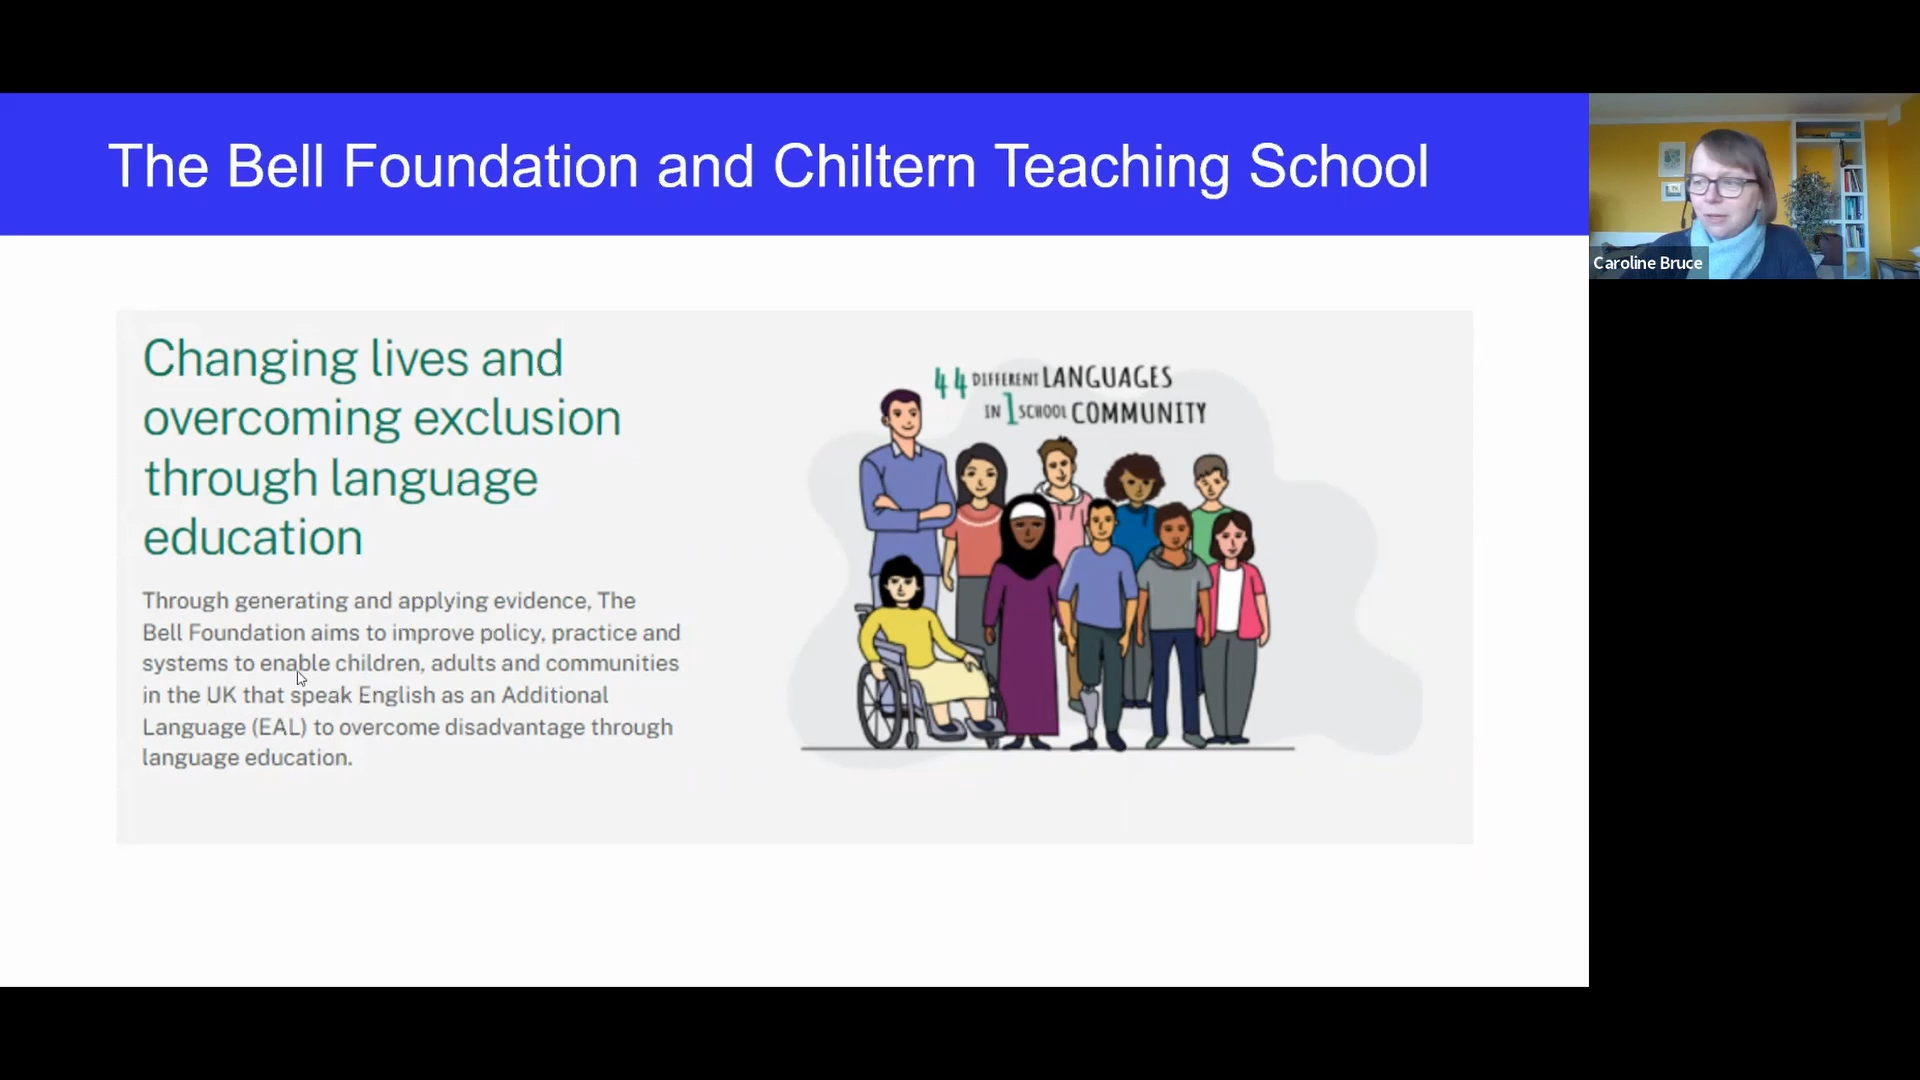 The Bell Foundation and Chiltern Teaching School
Caroline Bruce
Changing lives and
overcoming exclusion
through language
education
Through generating and applying evidence, The
Bell Foundation aims to improve policy, practice and
systems to enable children, adults and communities
in the UK that speak English as an Additional
Language (EAL) to overcome disadvantage through
language education.
44 DIFFERENT LANGUAGES
IN 1 SCHOOL COMMUNITY